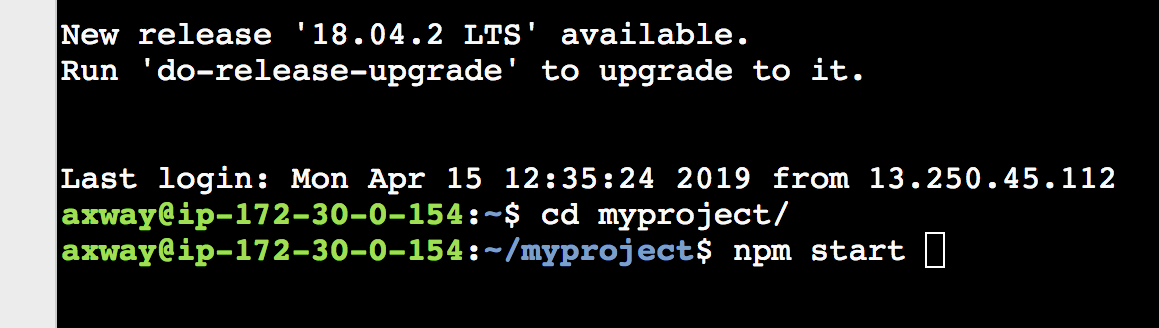 New release '18.04.2 LTS' available.
Run 'do-release-upgrade' to upgrade to it.
Last login: Mon Apr 15 12:35:24 2019 from 13.250.45.112
axway@ip-172-30-0-154:~$ cd myproject/
axway@ip-172-30-0-154:~/myproject$ npm start